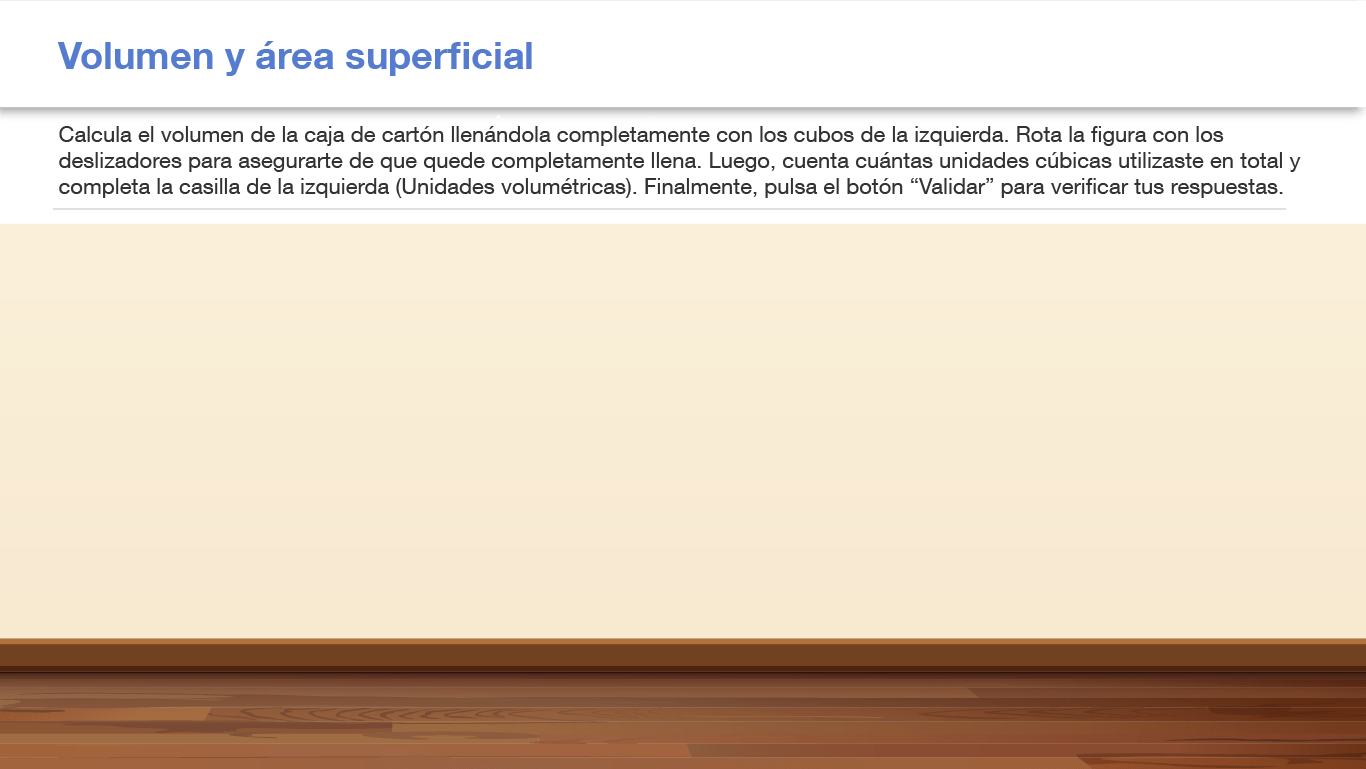 Volumen y área superficial
Calcula el volumen de la caja de cartón llenándola completamente con los cubos de la izquierda. Rota la figura con los
deslizadores para asegurarte de que quede completamente llena. Luego, cuenta cuántas unidades cúbicas utilizaste en total y
completa la casilla de la izquierda (Unidades volumétricas). Finalmente, pulsa el botón “Validar” para verificar tus respuestas.